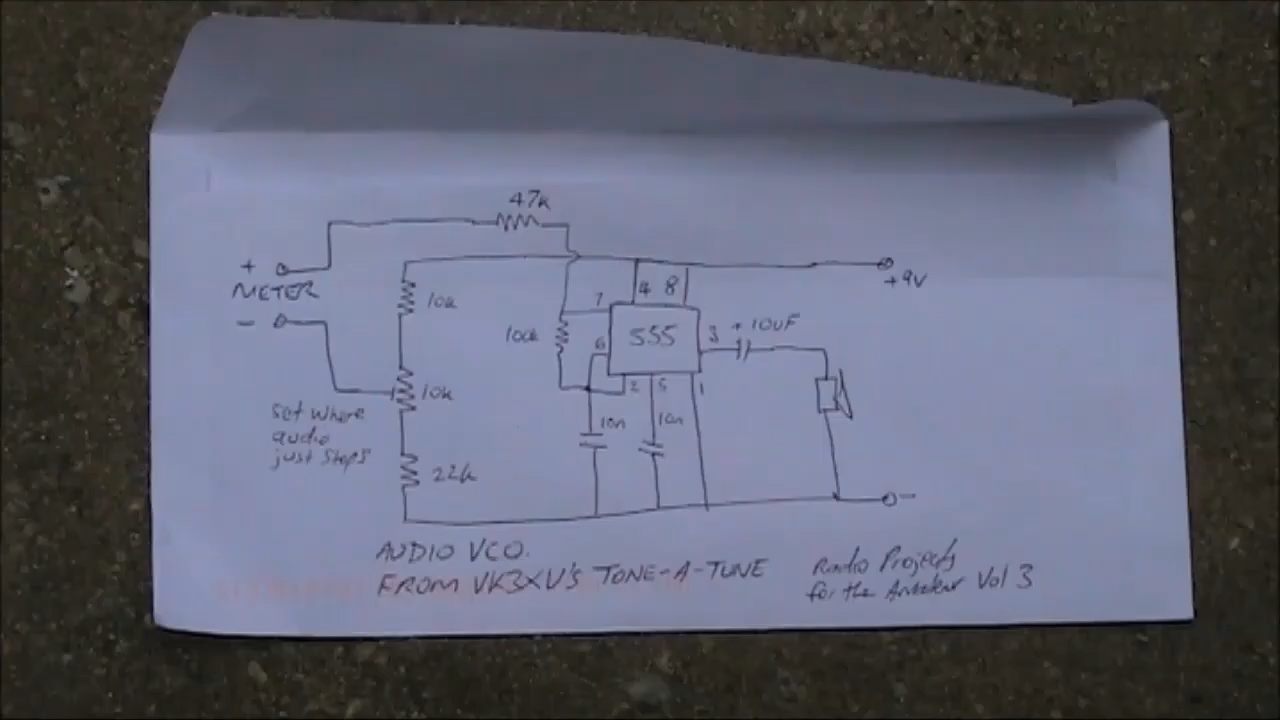 47k
+
METER
-
10k
10k
set where
audio
just stops
22k
100k
7
4
8
6
555
3
+ 10uF
2
5
1
10n
10n
+9V
-
AUDIO VCO.
FROM VK3XU's TONE-A-TUNE
Radio Projects
for the Amateur Vol 3